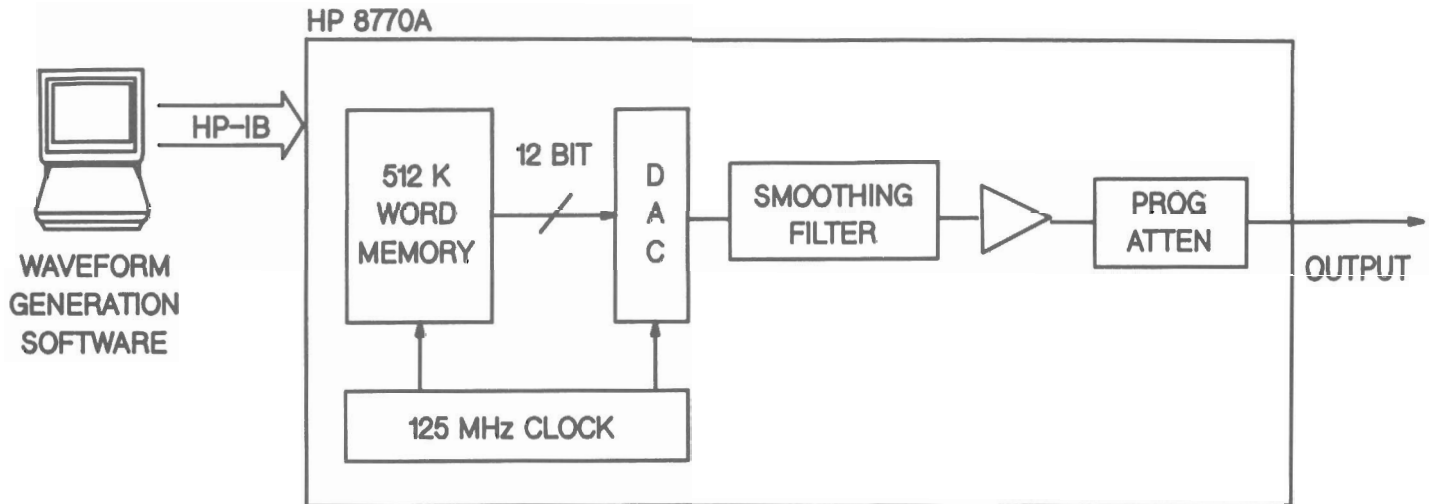 HP 8770A
HP-IB
WAVEFORM
GENERATION
SOFTWARE
512 K
WORD
MEMORY
12 BIT
D
A
C
SMOOTHING
FILTER
PROG
ATTEN
OUTPUT
125 MHz CLOCK